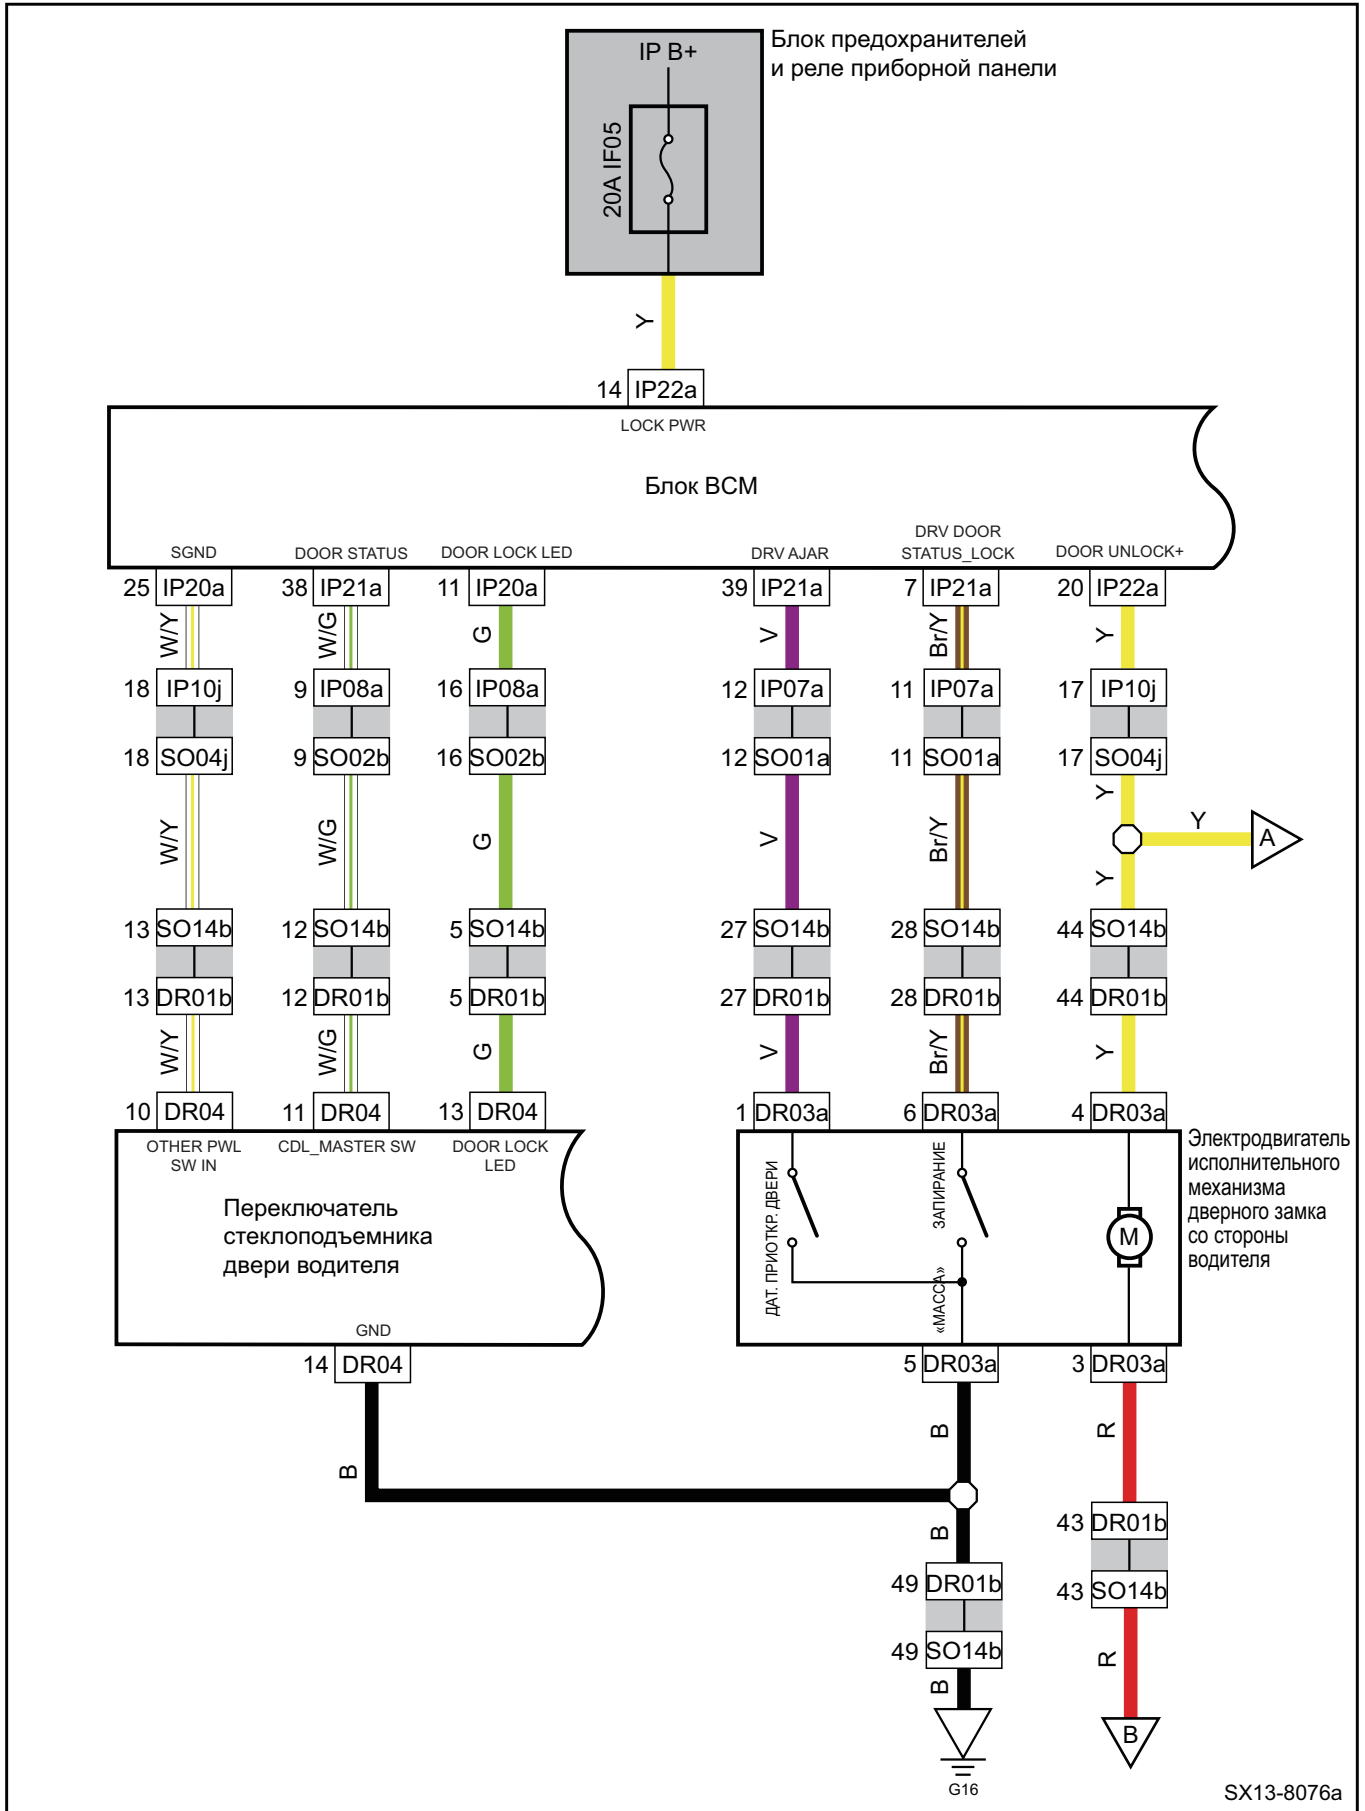 IP B+
Блок предохранителей
и реле приборной панели
20A IF05
Y
14 IP22a
LOCK PWR
Блок BCM
SGND
DOOR STATUS
DOOR LOCK LED
DRV AJAR
DRV DOOR
STATUS_LOCK
DOOR UNLOCK+
25 IP20a
38 IP21a
11 IP20a
39 IP21a
7 IP21a
20 IP22a
W/Y
W/G
G
V
Br/Y
Y
18 IP10j
9 IP08a
16 IP08a
12 IP07a
11 IP07a
17 IP10j
18 SO04j
9 SO02b
16 SO02b
12 SO01a
11 SO01a
17 SO04j
W/Y
W/G
G
V
Br/Y
Y
Y
A
Y
13 SO14b
12 SO14b
5 SO14b
27 SO14b
28 SO14b
44 SO14b
13 DR01b
12 DR01b
5 DR01b
27 DR01b
28 DR01b
44 DR01b
W/Y
W/G
G
V
Br/Y
Y
10 DR04
11 DR04
13 DR04
1 DR03a
6 DR03a
4 DR03a
OTHER PWL
SW IN
CDL_MASTER SW
DOOR LOCK
LED
Переключатель
стеклоподъемника
двери водителя
GND
ДАТ. ПРИОТКР. ДВЕРИ
ЗАПИРАНИЕ
«МАССА»
M
Электродвигатель
исполнительного
механизма
дверного замка
со стороны
водителя
14 DR04
5 DR03a
3 DR03a
B
B
R
B
43 DR01b
49 DR01b
43 SO14b
49 SO14b
B
R
B
G16
SX13-8076a